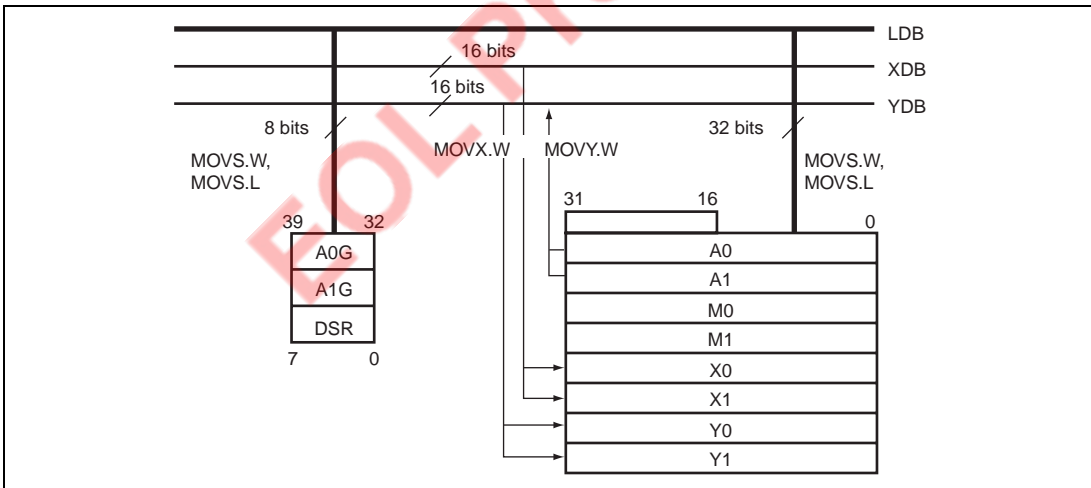 LDB
16 bits
XDB
16 bits
YDB
8 bits
32 bits
MOVX.W
MOVY.W
MOVS.W,
MOVS.L
MOVS.W,
MOVS.L
31 16 0
39 32
A0G
A1G
DSR
7 0
A0
A1
M0
M1
X0
X1
Y0
Y1
EOL